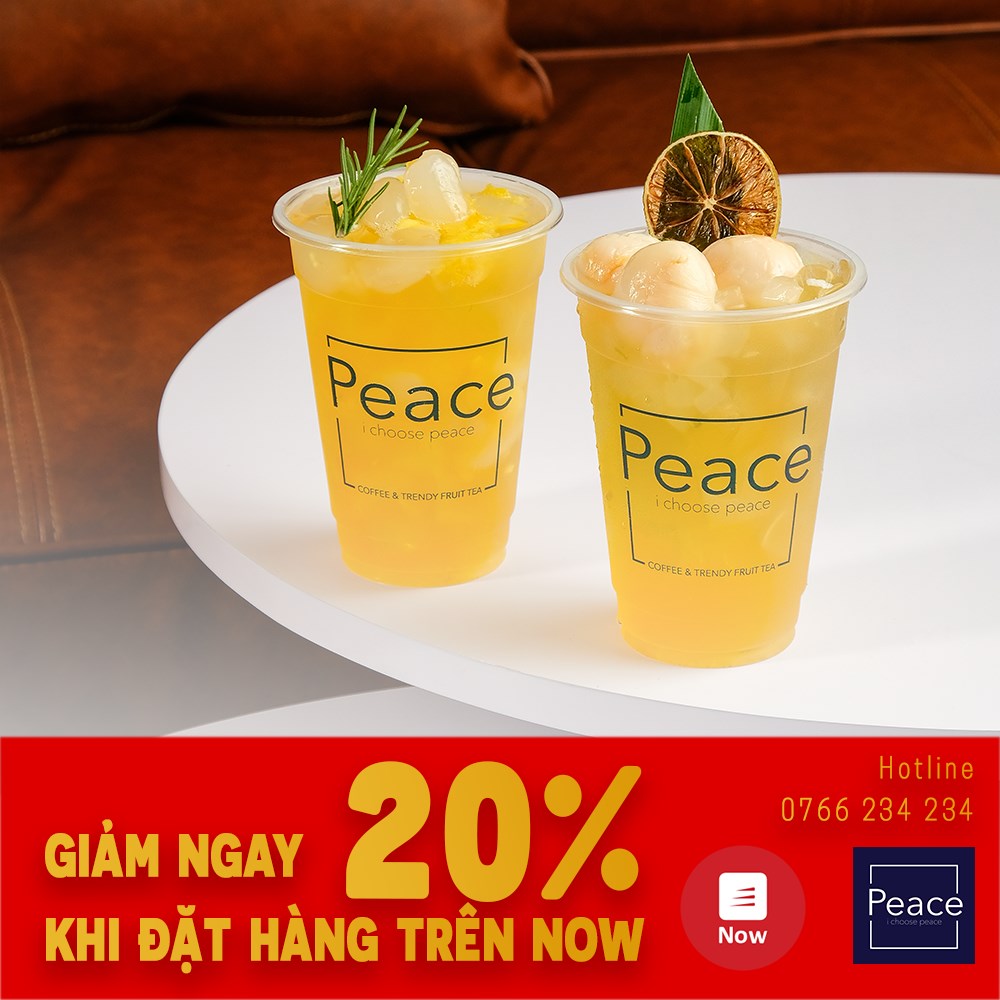 Peace
i choose peace
COFFEE & TRENDY FRUIT TEA
Peace
i choose peace
COFFEE & TRENDY FRUIT TEA
Hotline
0766 234 234
GIẢM NGAY 20%
KHI ĐẶT HÀNG TRÊN NOW
Now
Peace
i choose peace